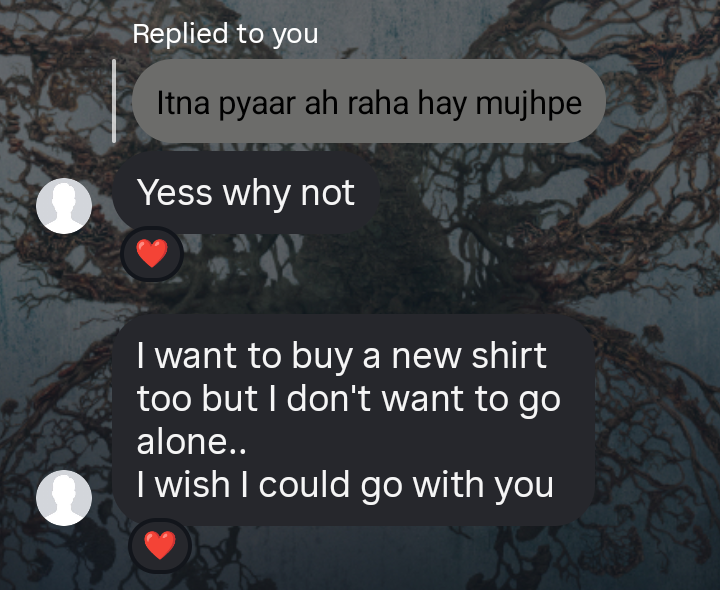 Replied to you
Itna pyaar ah raha hay mujhpe
Yess why not
❤️
I want to buy a new shirt
too but I don't want to go
alone..
I wish I could go with you
❤️